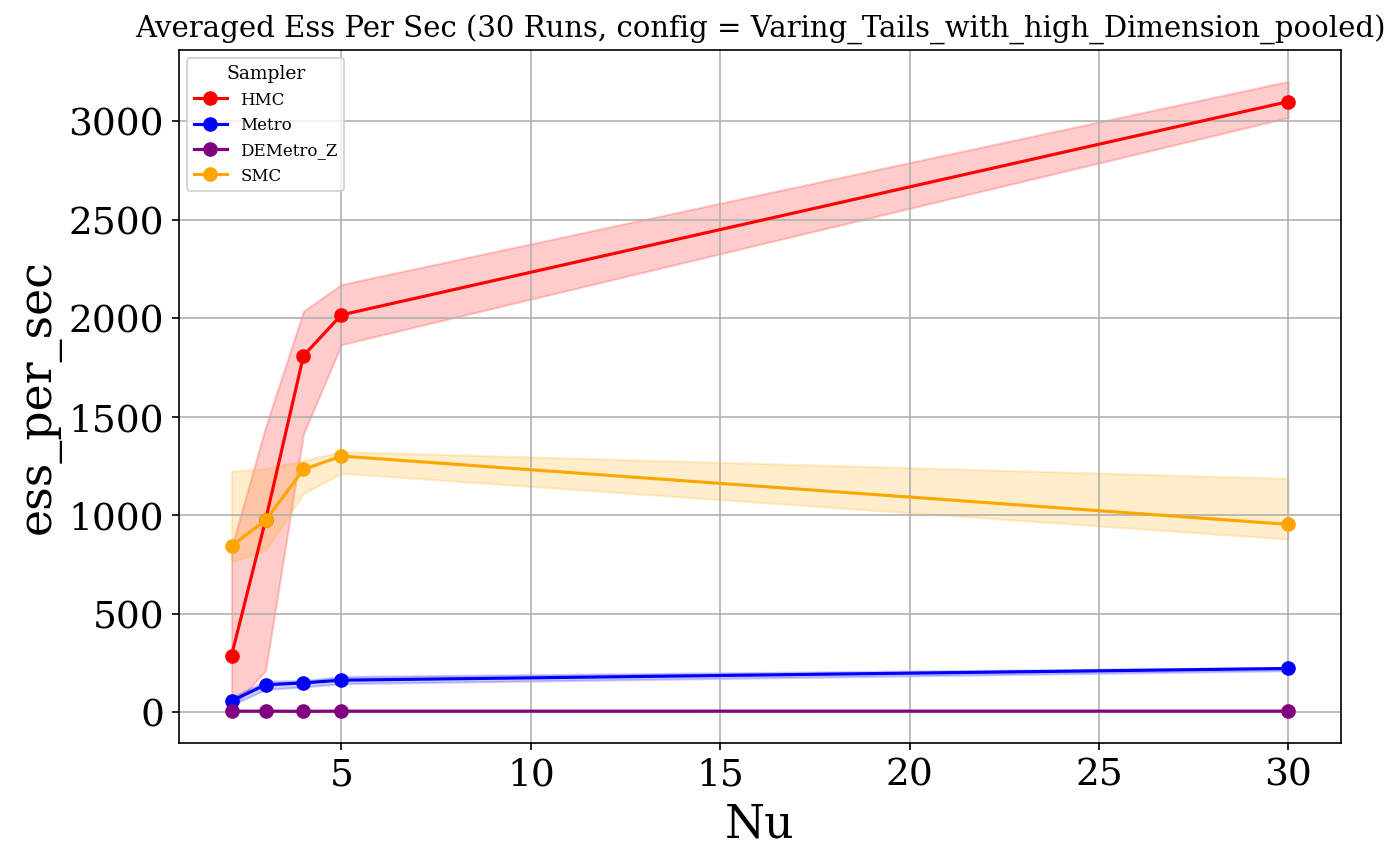 Averaged Ess Per Sec (30 Runs, config = Varing_Tails_with_high_Dimension_pooled)
Sampler
HMC
Metro
DEMetro_Z
SMC
ess_per_sec
3000
2500
2000
1500
1000
500
0
5 10 15 20 25 30
Nu